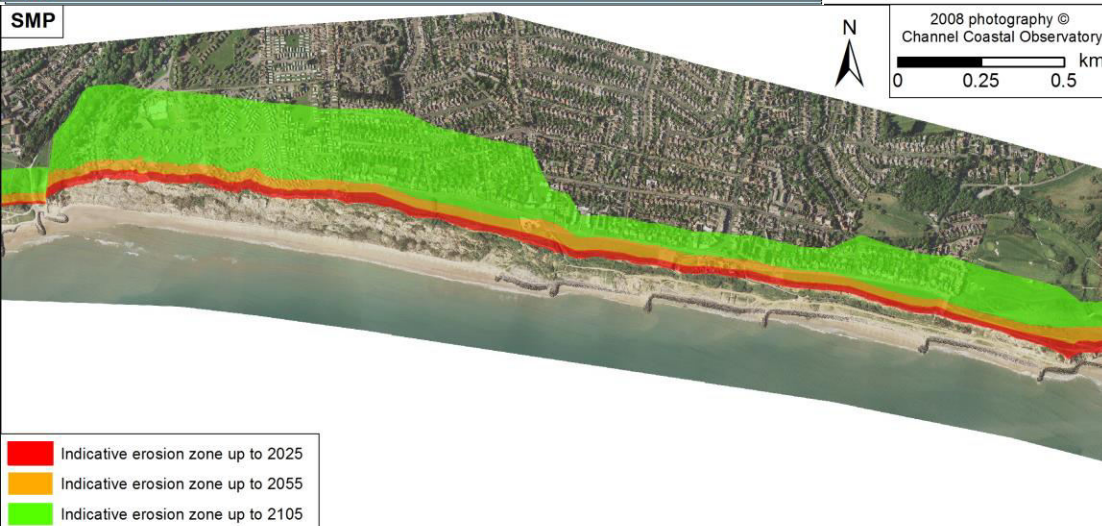 SMP
N
2008 photography ©
Channel Coastal Observatory
km
0 0.25 0.5
Indicative erosion zone up to 2025
Indicative erosion zone up to 2055
Indicative erosion zone up to 2105